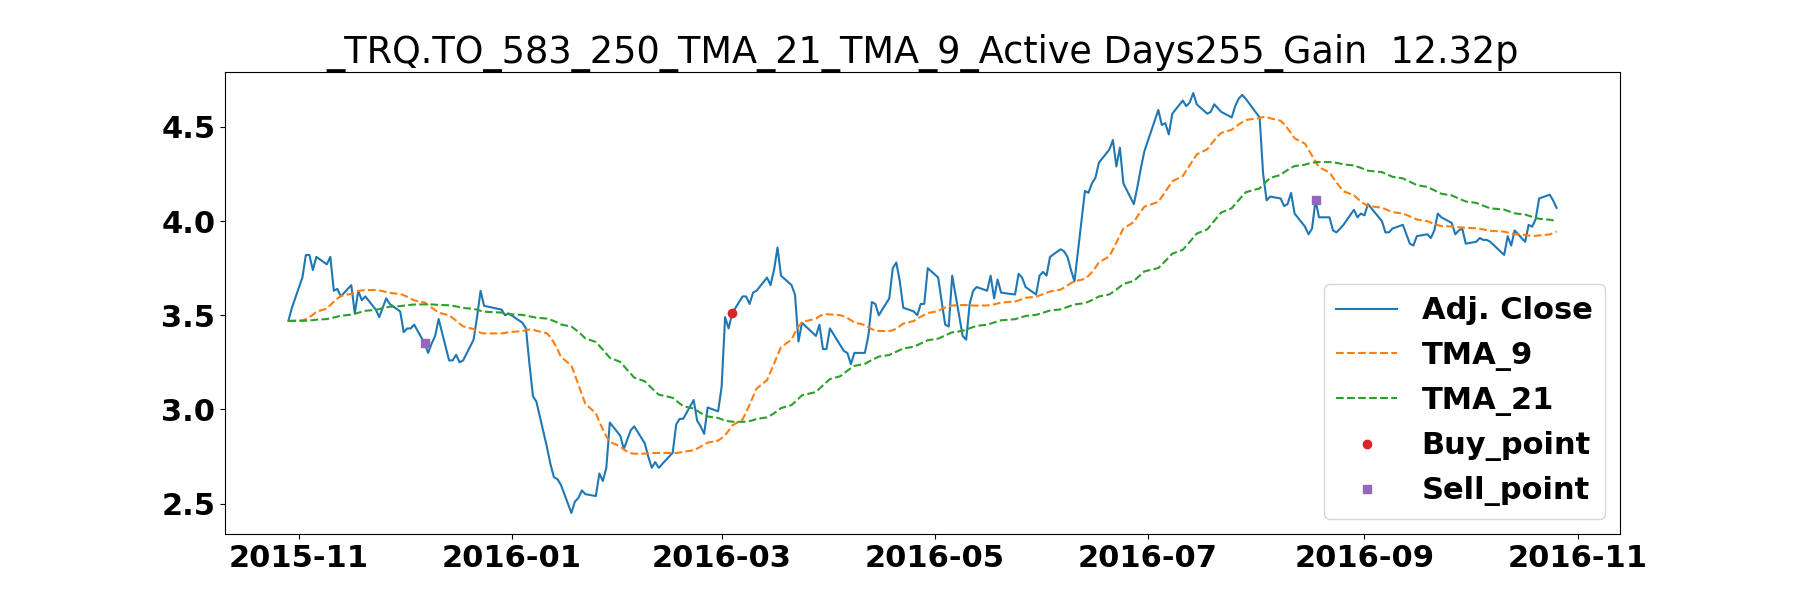 _TRQ.TO_583_250_TMA_21_TMA_9_Active Days255_Gain  12.32p
4.5
4.0
3.5
3.0
2.5
Adj. Close
TMA_9
TMA_21
Buy_point
Sell_point
2015-11 2016-01 2016-03 2016-05 2016-07 2016-09 2016-11